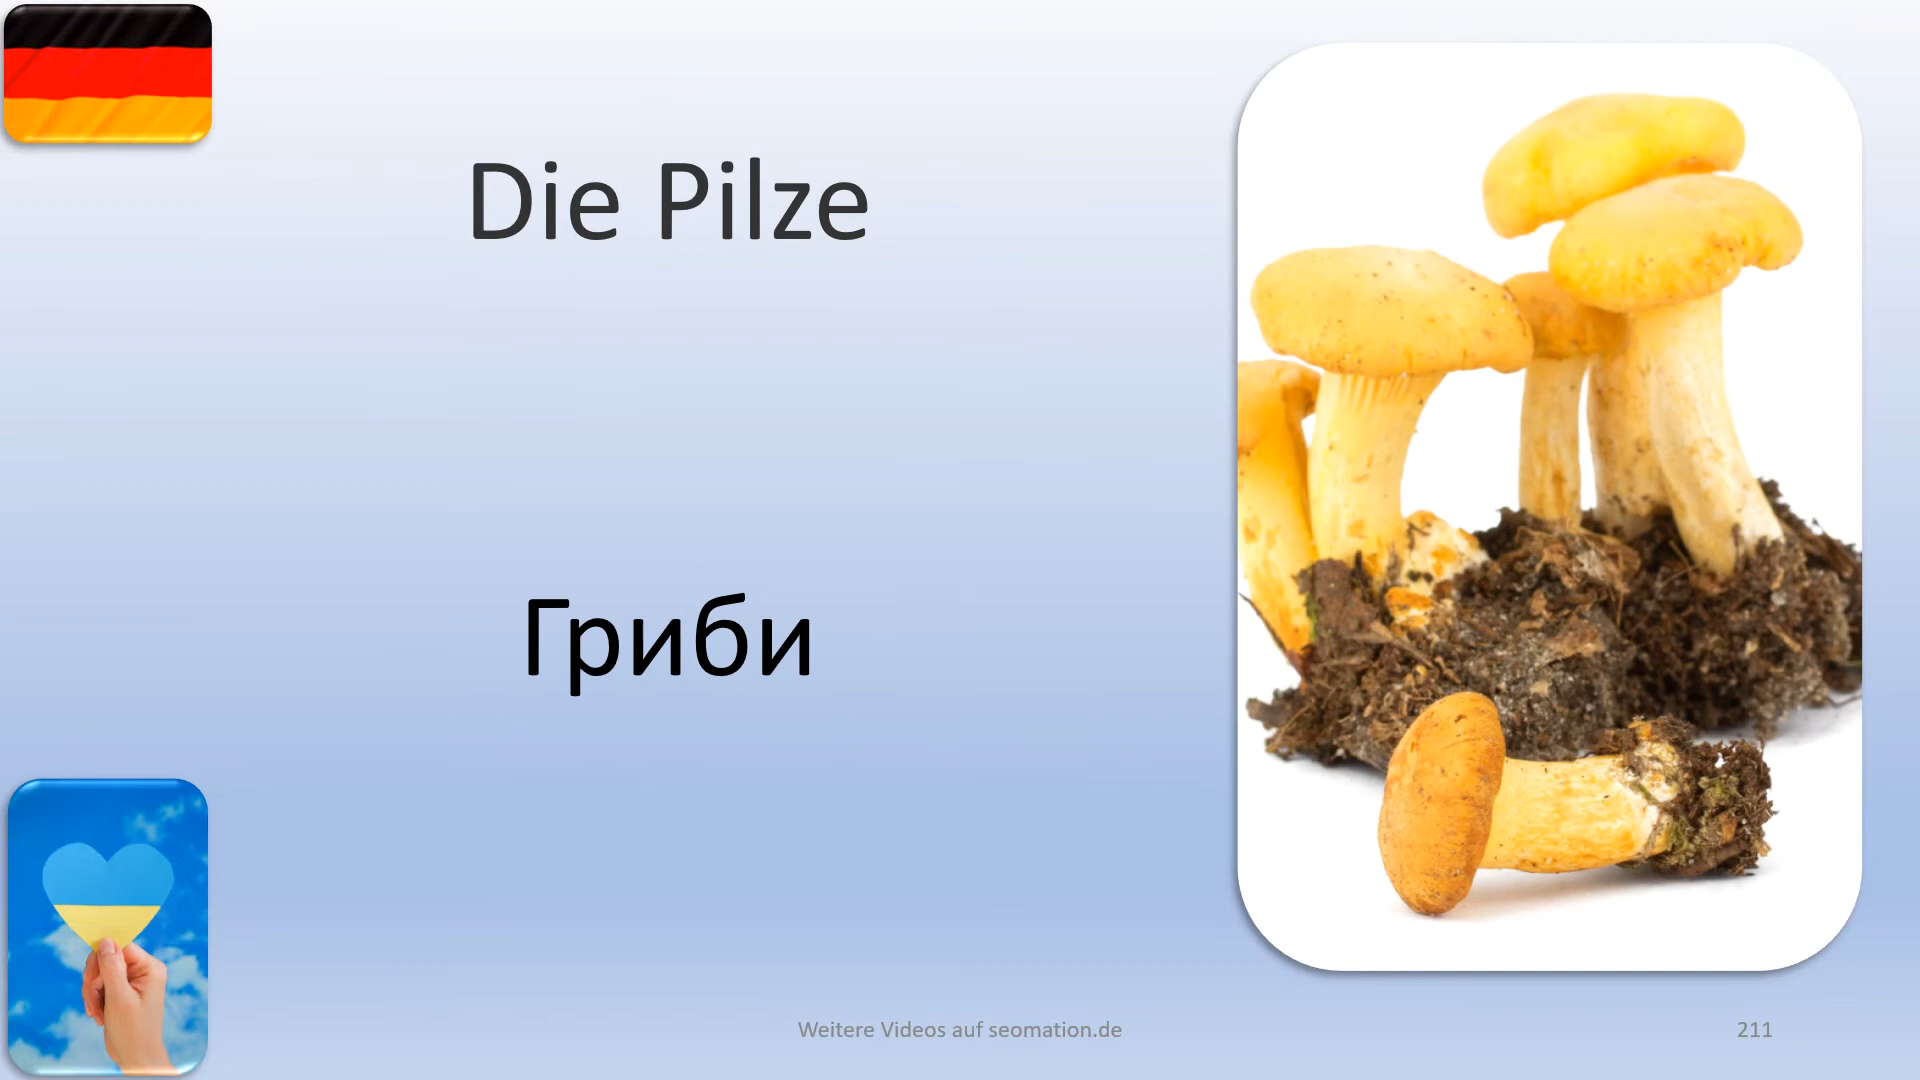 Die Pilze
Гриби
Weitere Videos auf seomation.de
211